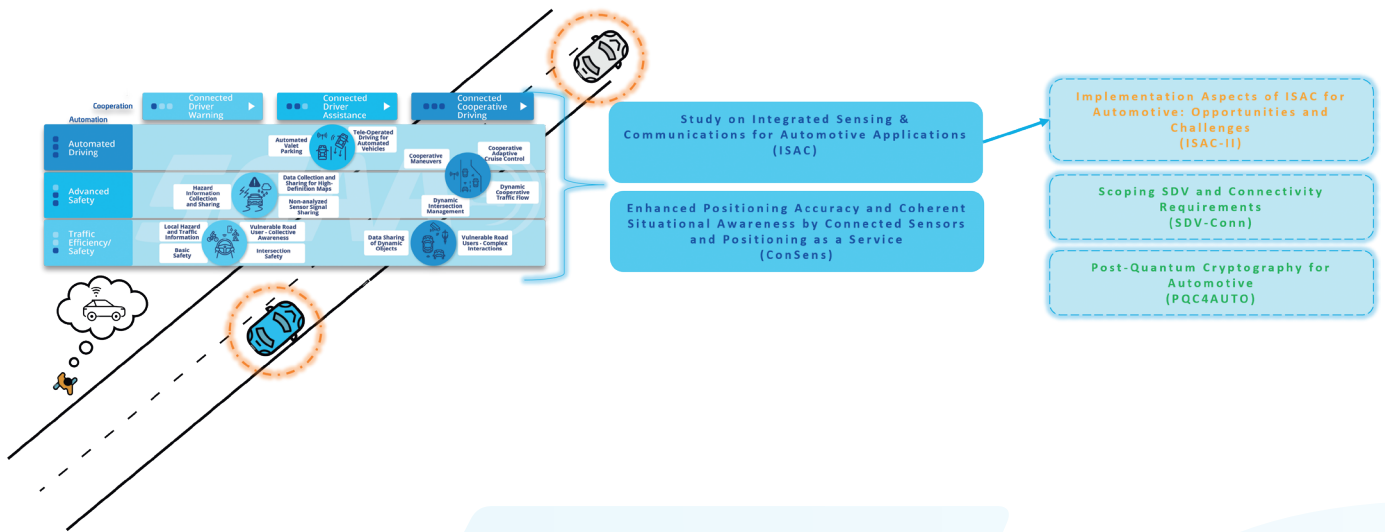 Cooperation
Automation
Connected
Driver
Warning
Connected
Driver
Assistance
Connected
Cooperative
Driving
Automated
Driving
Automated
Valet
Parking
Tele-Operated
Driving for
Automated
Vehicles
Cooperative
Maneuvers
Cooperative
Adaptive
Cruise Control
Advanced
Safety
Hazard
Information
Collection
and Sharing
Data Collection and
Sharing for High-
Definition Maps
Non-analyzed
Sensor Signal
Sharing
Dynamic
Intersection
Management
Dynamic
Cooperative
Traffic Flow
Traffic
Efficiency/
Safety
Local Hazard
and Traffic
Information
Basic
Safety
Vulnerable Road
User - Collective
Awareness
Intersection
Safety
Data Sharing
of Dynamic
Objects
Vulnerable Road
Users - Complex
Interactions
Study on Integrated Sensing &
Communications for Automotive Applications
(ISAC)
Enhanced Positioning Accuracy and Coherent
Situational Awareness by Connected Sensors
and Positioning as a Service
(ConSens)
Implementation Aspects of ISAC for
Automotive: Opportunities and
Challenges
(ISAC-II)
Scoping SDV and Connectivity
Requirements
(SDV-Conn)
Post-Quantum Cryptography for
Automotive
(PQC4AUTO)